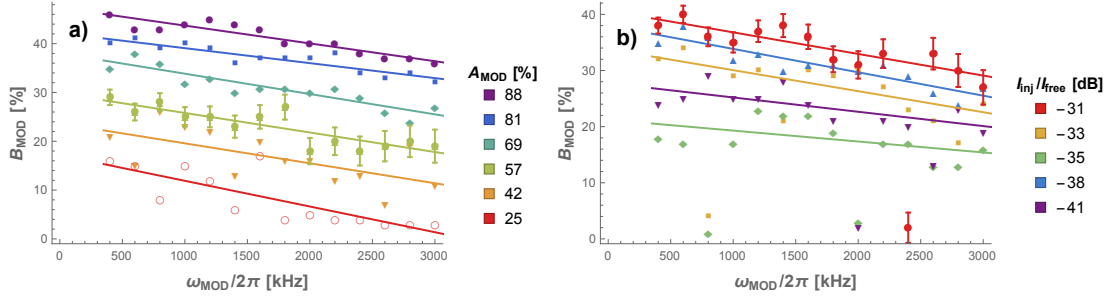 a)
B_MOD [%]
40
30
20
10
0
0 500 1000 1500 2000 2500 3000
ω_MOD/2π [kHz]
A_MOD [%]
88
81
69
57
42
25
b)
B_MOD [%]
40
30
20
10
0
0 500 1000 1500 2000 2500 3000
ω_MOD/2π [kHz]
I_inj/I_free [dB]
−31
−33
−35
−38
−41